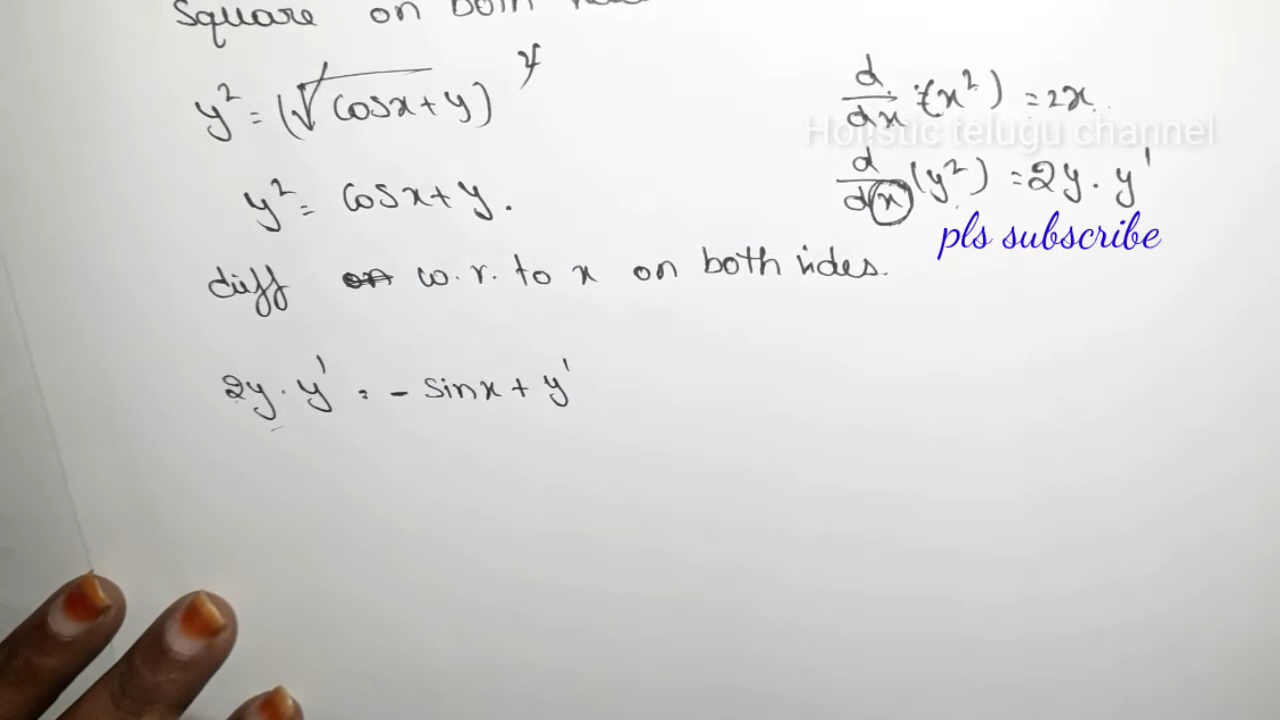 Square on both
y² = (√cosx+y)²
y² = cosx+y.
diff w.r. to x on both sides.
2y. y' = - sinx + y'
d/dx (x²) = 2x
Holistic telugu channel
d/dx (y²) = 2y. y'
pls subscribe